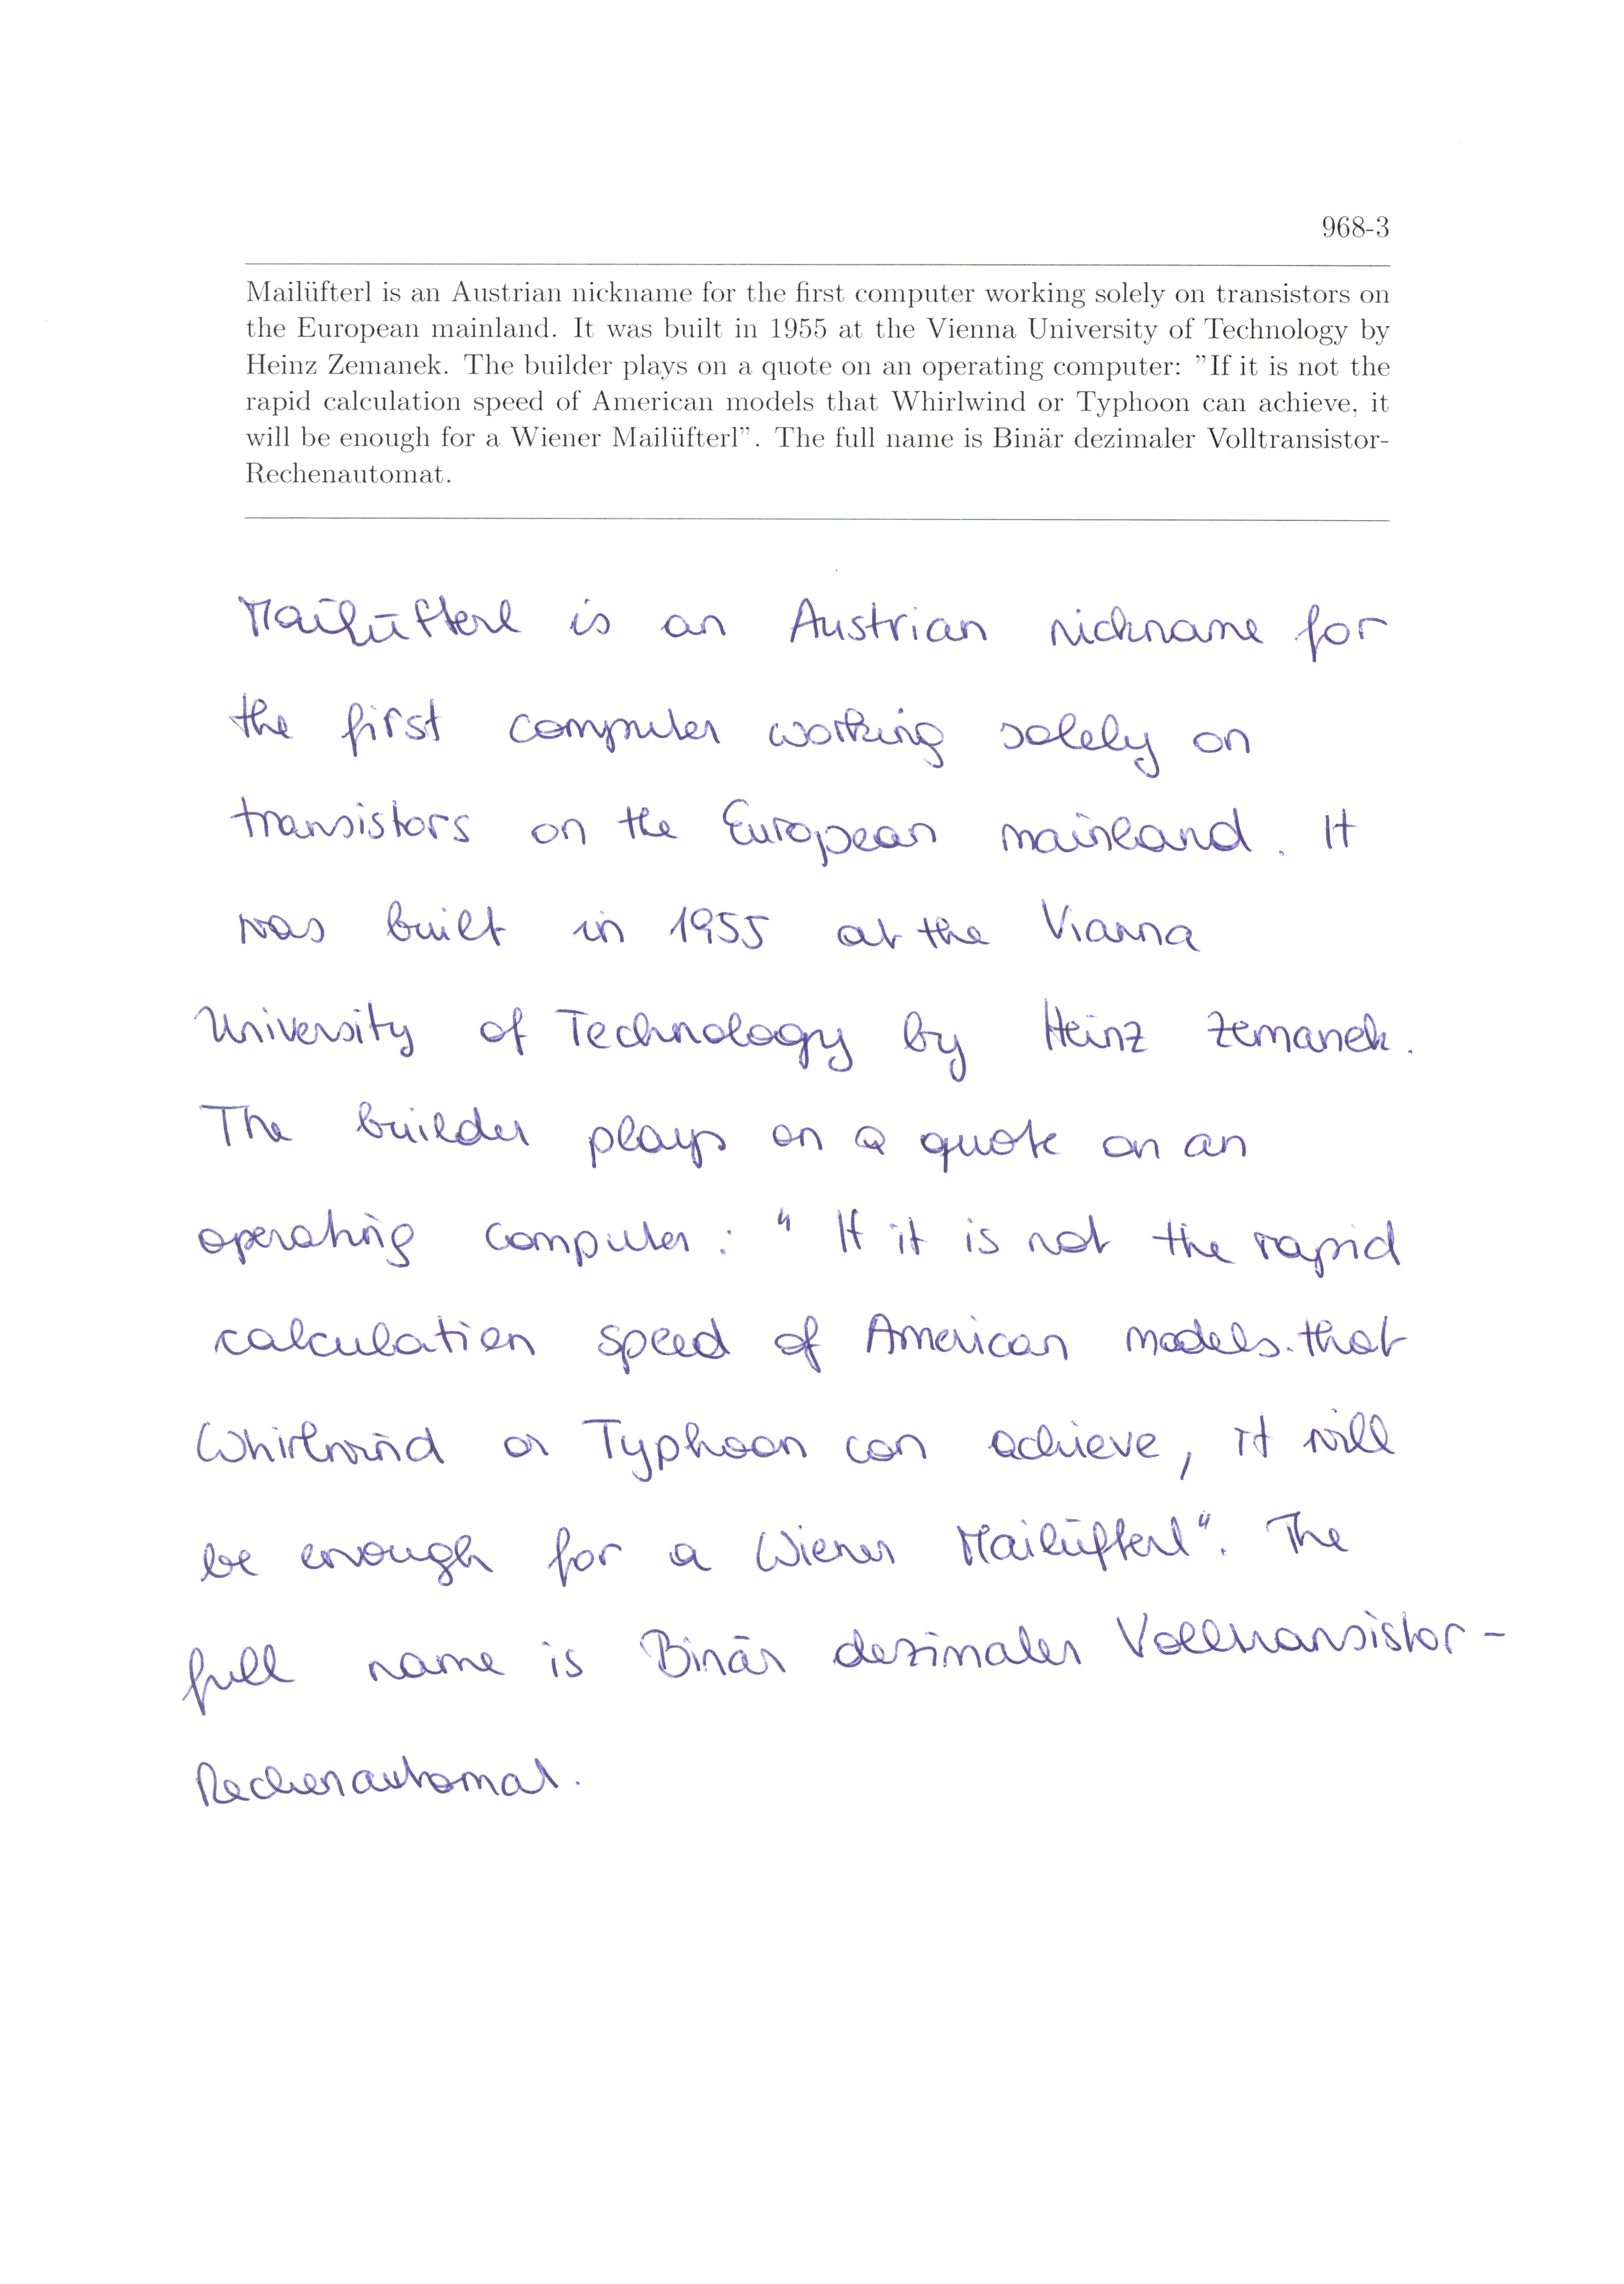 968-3
Mailüfterl is an Austrian nickname for the first computer working solely on transistors on
the European mainland. It was built in 1955 at the Vienna University of Technology by
Heinz Zemanek. The builder plays on a quote on an operating computer: ”If it is not the
rapid calculation speed of American models that Whirlwind or Typhoon can achieve, it
will be enough for a Wiener Mailüfterl”. The full name is Binär dezimaler Volltransistor-
Rechenautomat.
Mailüfterl is an Austrian nickname for
the first computer working solely on
transistors on the European mainland. It
was built in 1955 at the Vianna
University of Technology by Heinz Zemanek.
The builder plays on a quote on an
operating computer: " If it is not the rapid
calculation speed of American models.that
Whirlwind or Typhoon can achieve, it will
be enough for a Wiener Mailüfterl". The
full name is Binär dezimaler Volltransistor-
Rechenautomat.